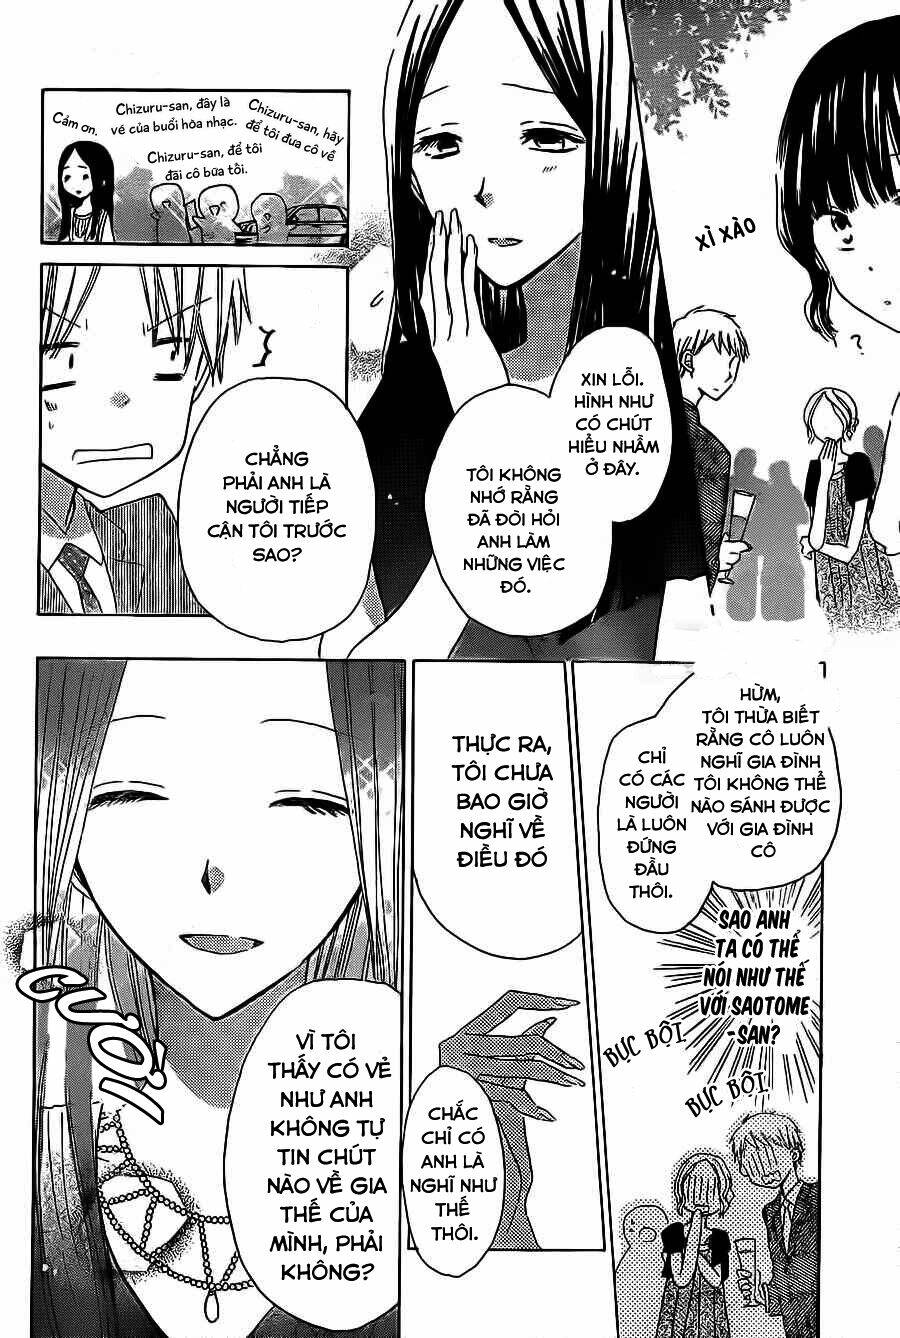 XÌ XÀO
?
XIN LỖI.
HÌNH NHƯ
CÓ CHÚT
HIỂU NHẦM
Ở ĐÂY.
TÔI KHÔNG
NHỚ RẰNG
ĐÃ ĐÒI HỎI
ANH LÀM
NHỮNG VIỆC
ĐÓ.
Chizuru-san, hãy
để tôi đưa cô về
Chizuru-san, đây là
vé của buổi hòa nhạc.
Chizuru-san, để tôi
đãi cô bữa tối.
Cảm ơn.
CHẲNG
PHẢI ANH LÀ
NGƯỜI TIẾP
CẬN TÔI TRƯỚC
SAO?
HỪM,
TÔI THỪA BIẾT
RẰNG CÔ LUÔN
NGHĨ GIA ĐÌNH
TÔI KHÔNG THỂ
NÀO SÁNH ĐƯỢC
VỚI GIA ĐÌNH
CÔ
CHỈ
CÓ CÁC
NGƯỜI
LÀ LUÔN
ĐỨNG
ĐẦU
THÔI.
SAO ANH
TA CÓ THỂ
NÓI NHƯ THẾ
VỚI SAOTOME
-SAN?
BỰC BỘI
BỰC BỘI
THỰC RA,
TÔI CHƯA
BAO GIỜ
NGHĨ VỀ
ĐIỀU ĐÓ
CHẮC
CHỈ CÓ
ANH LÀ
NGHĨ NHƯ
THẾ
THÔI.
VÌ TÔI
THẤY CÓ VẺ
NHƯ ANH
KHÔNG TỰ
TIN CHÚT
NÀO VỀ GIA
THẾ CỦA
MÌNH, PHẢI
KHÔNG?
CƯỜI